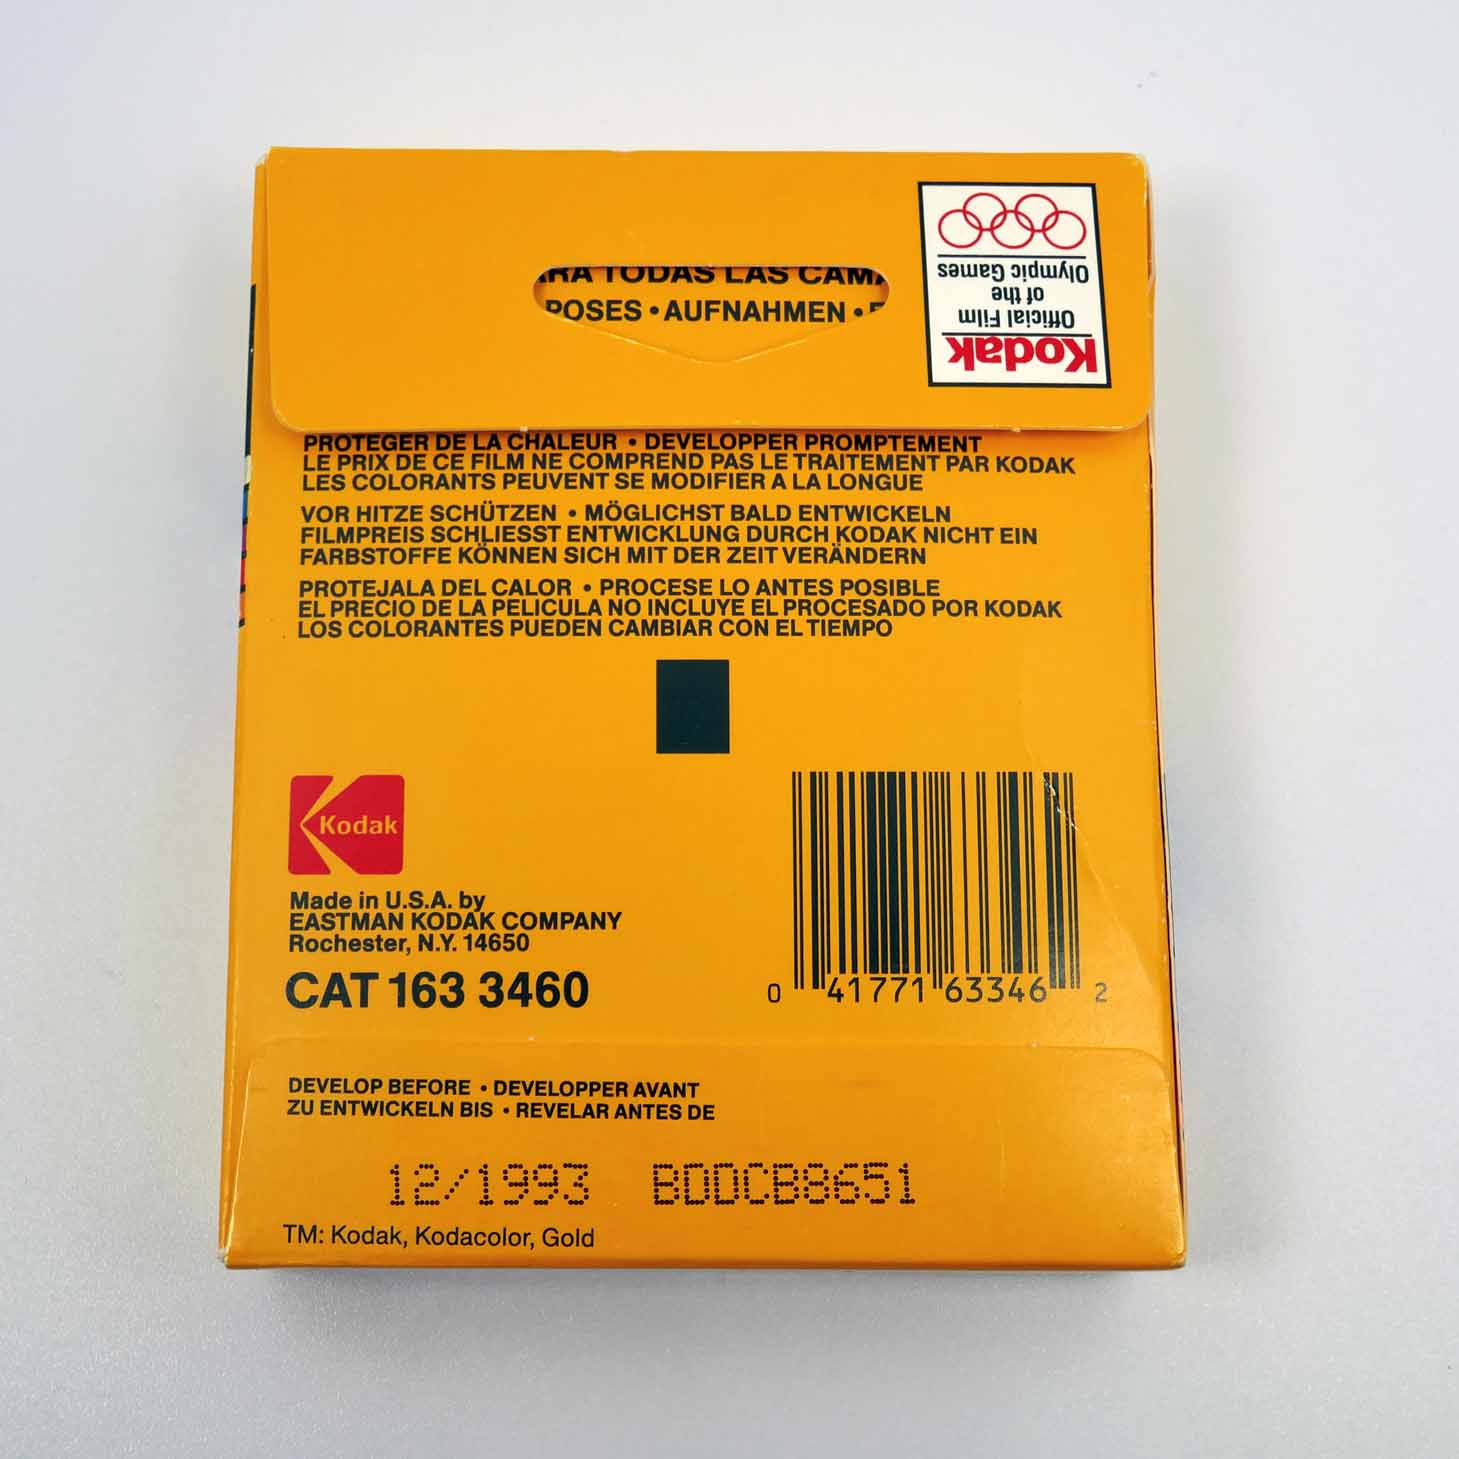 Kodak
Official Film
of the
Olympic Games
TODAS LAS
POSES • AUFNAHMEN •
PROTEGER DE LA CHALEUR • DEVELOPPER PROMPTEMENT
LE PRIX DE CE FILM NE COMPREND PAS LE TRAITEMENT PAR KODAK
LES COLORANTS PEUVENT SE MODIFIER A LA LONGUE
VOR HITZE SCHÜTZEN • MÖGLICHST BALD ENTWICKELN
FILMPREIS SCHLIESST ENTWICKLUNG DURCH KODAK NICHT EIN
FARBSTOFFE KÖNNEN SICH MIT DER ZEIT VERÄNDERN
PROTEJALA DEL CALOR • PROCESE LO ANTES POSIBLE
EL PRECIO DE LA PELICULA NO INCLUYE EL PROCESADO POR KODAK
LOS COLORANTES PUEDEN CAMBIAR CON EL TIEMPO
Kodak
Made in U.S.A. by
EASTMAN KODAK COMPANY
Rochester, N.Y. 14650
CAT 163 3460
0 41771 63346 2
DEVELOP BEFORE • DEVELOPPER AVANT
ZU ENTWICKELN BIS • REVELAR ANTES DE
12/1993 BDDCB8651
TM: Kodak, Kodacolor, Gold